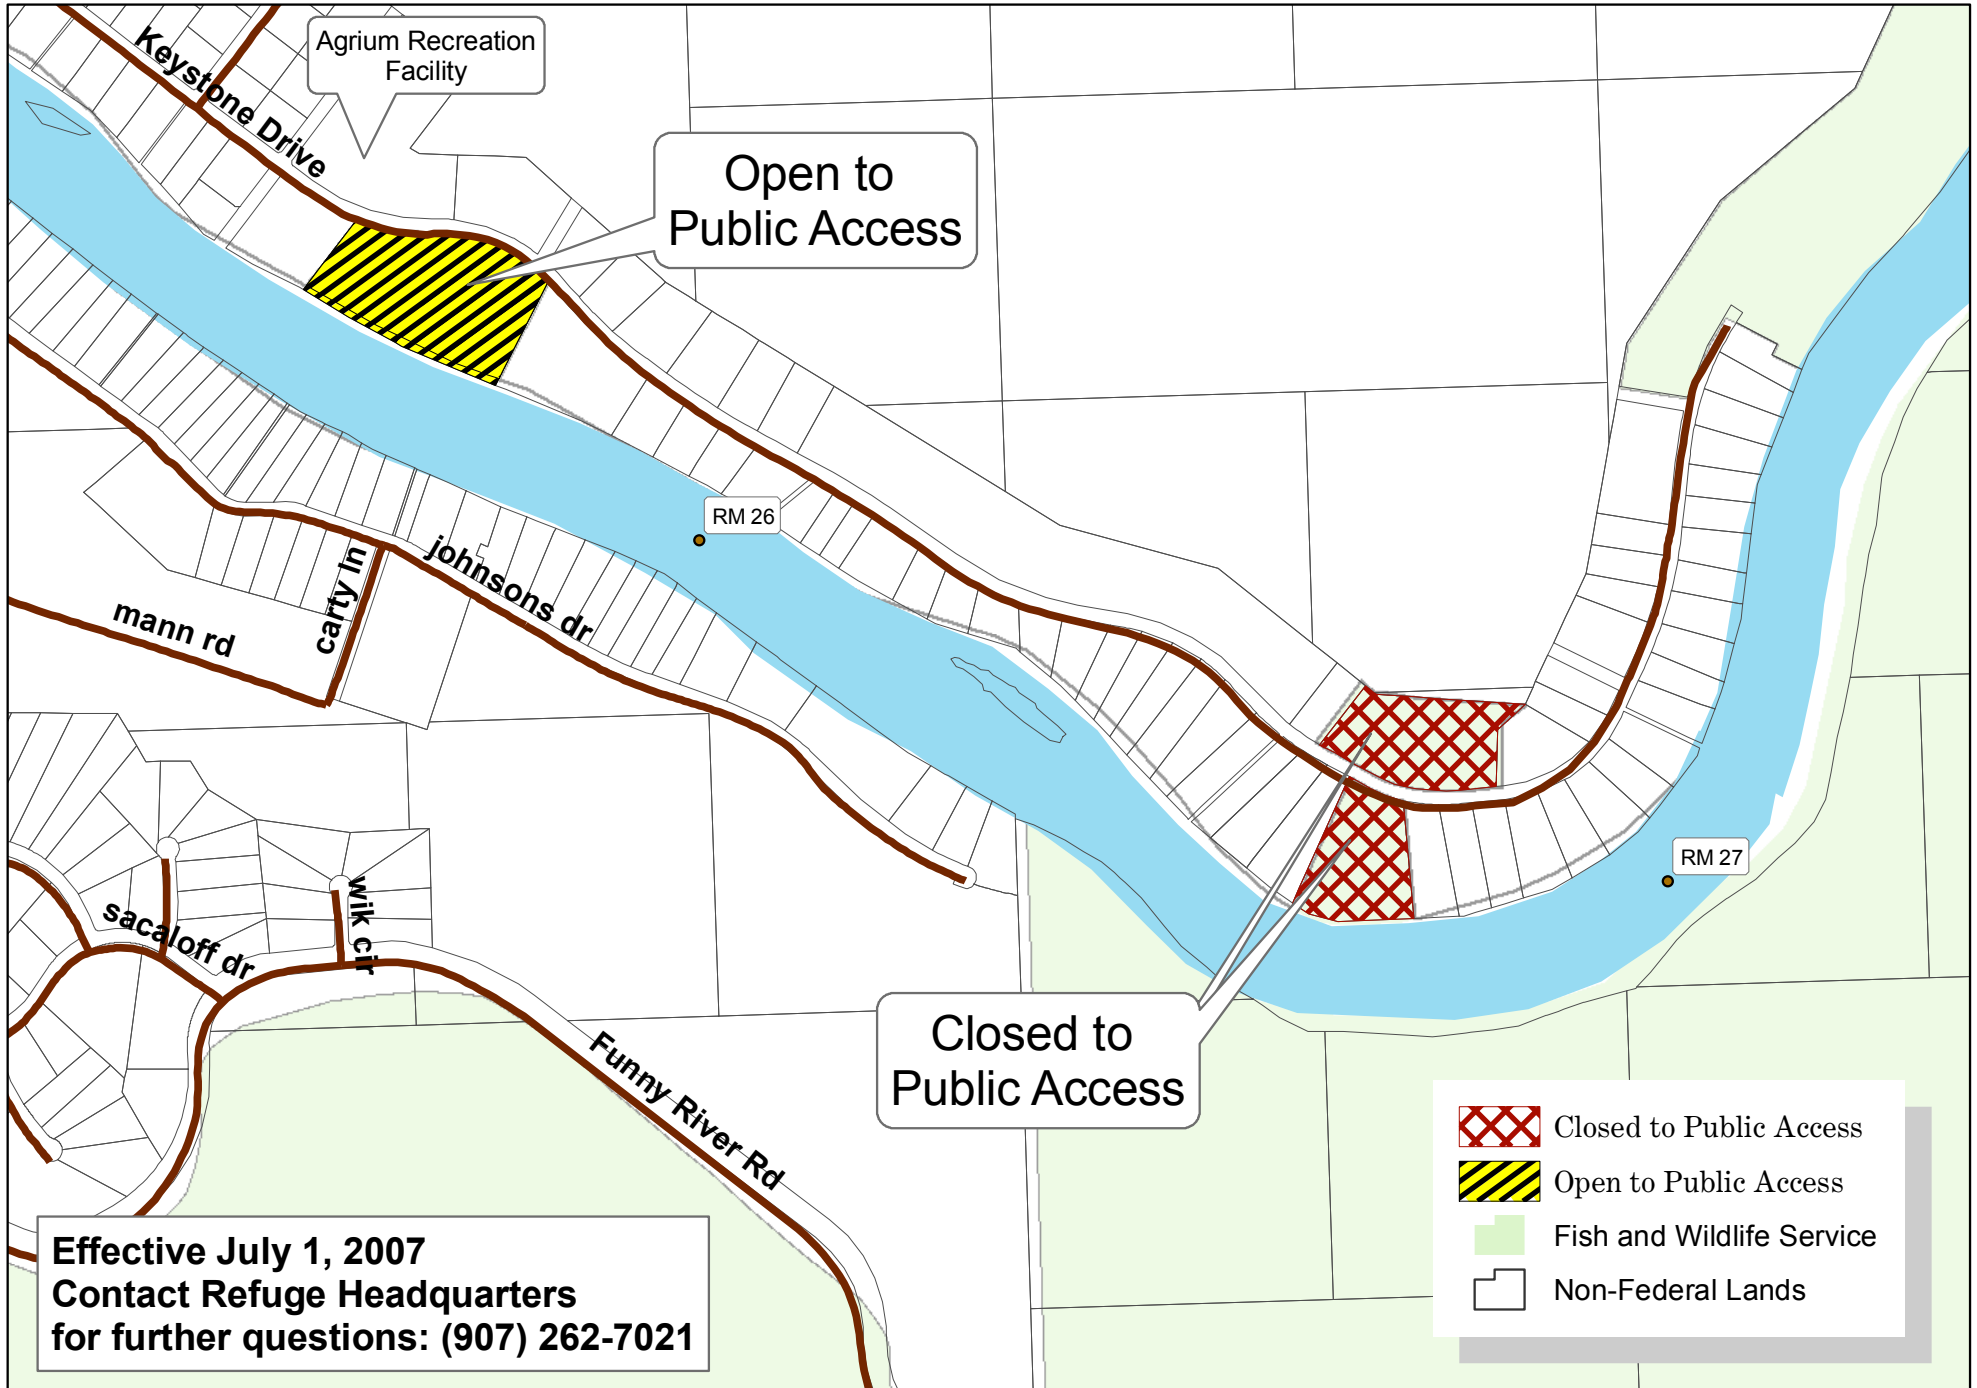 Keystone Drive
Agrium Recreation
Facility
Open to
Public Access
RM 26
johnsons dr
carty ln
mann rd
RM 27
wik cir
sacaloff dr
Closed to
Public Access
Funny River Rd
Closed to Public Access
Open to Public Access
Fish and Wildlife Service
Non-Federal Lands
Effective July 1, 2007
Contact Refuge Headquarters
for further questions: (907) 262-7021